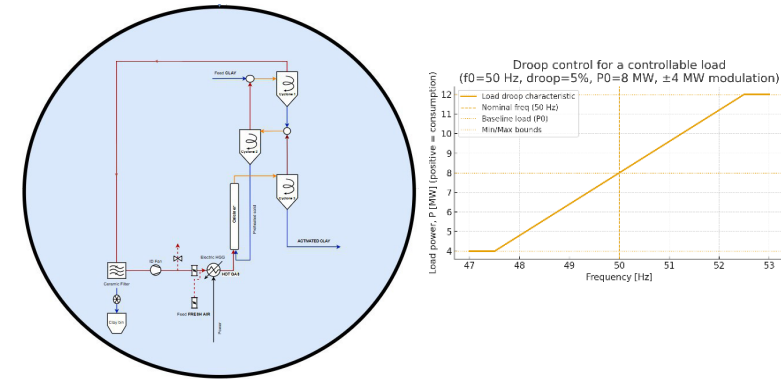 Feed CLAY
Cyclone 1
Cyclone 2
Cyclone 3
Calciner
Preheated solid
ACTIVATED CLAY
ID Fan
Electric HGG
HOT GAS
Ceramic Filter
Feed FRESH AIR
Clay bin
Power
Droop control for a controllable load
(f0=50 Hz, droop=5%, P0=8 MW, ±4 MW modulation)
Load droop characteristic
Nominal freq (50 Hz)
Baseline load (P0)
Min/Max bounds
Load power, P [MW] (positive = consumption)
12
11
10
9
8
7
6
5
4
47
48
49
50
51
52
53
Frequency [Hz]